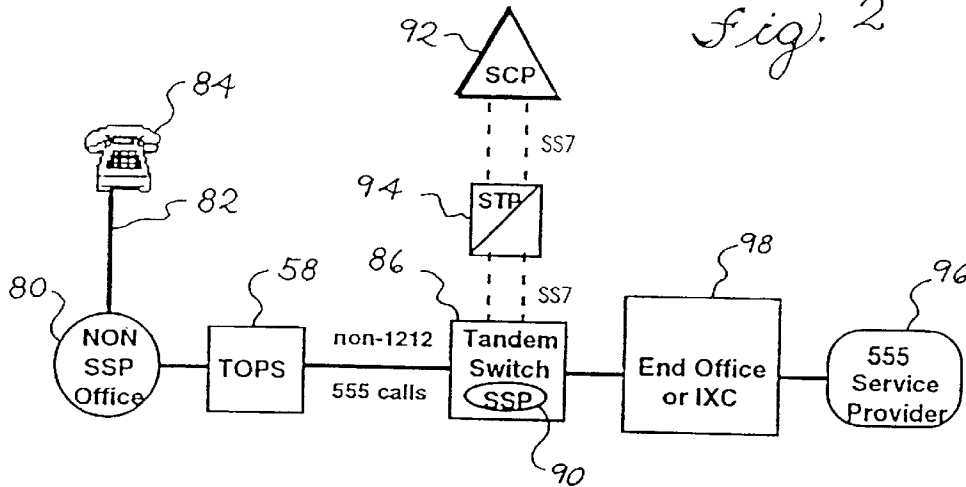 Fig. 2
92
SCP
84
SS7
94
STP
82
86
SS7
98
96
80
58
NON
SSP
Office
TOPS
non-1212
555 calls
Tandem
Switch
SSP
90
End Office
or IXC
555
Service
Provider